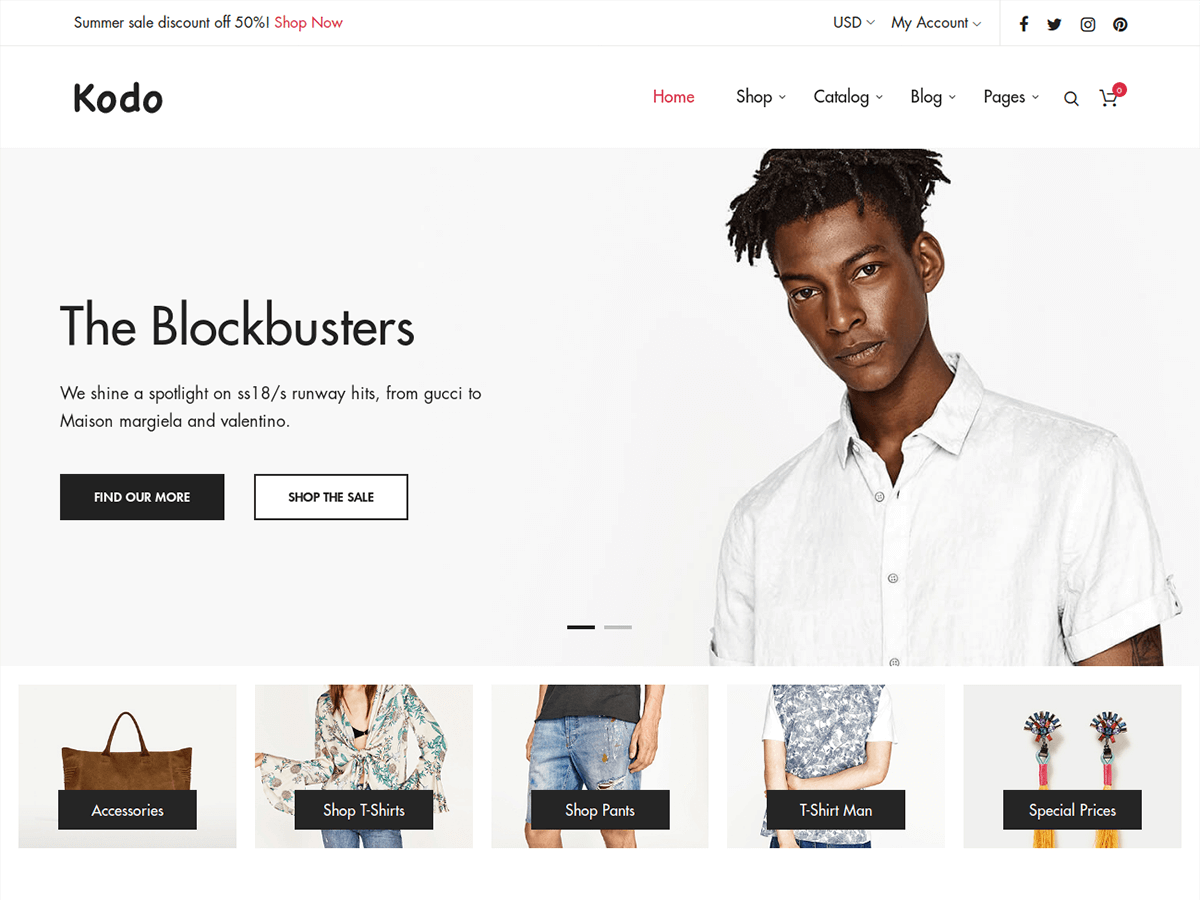 Summer sale discount off 50%! Shop Now
USD
My Account
Kodo
Home
Shop
Catalog
Blog
Pages
0
The Blockbusters
We shine a spotlight on ss18/s runway hits, from gucci to
Maison margiela and valentino.
FIND OUR MORE
SHOP THE SALE
Accessories
Shop T-Shirts
Shop Pants
T-Shirt Man
Special Prices